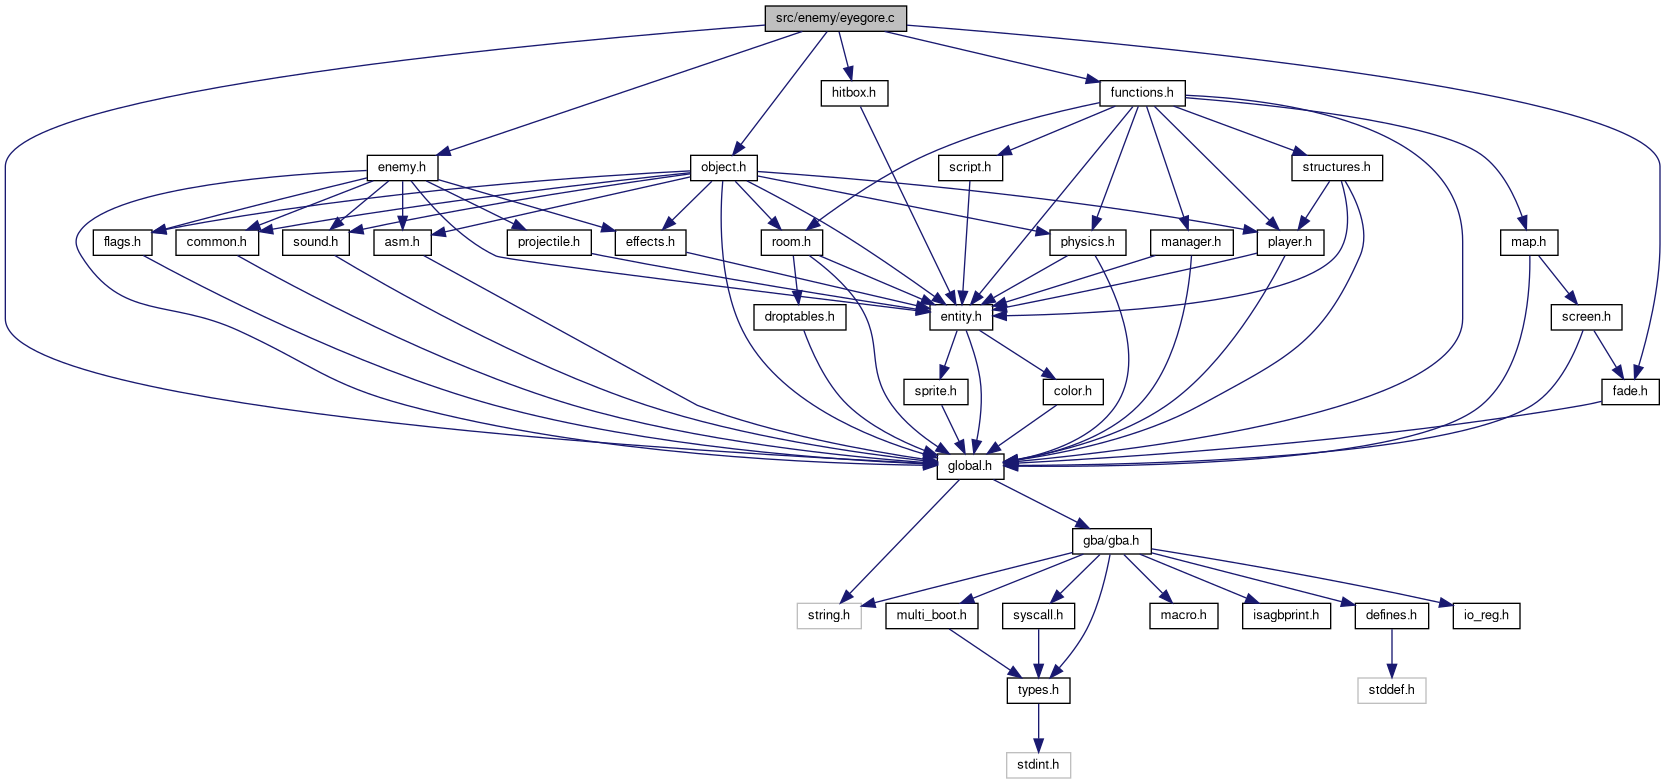 src/enemy/eyegore.c
hitbox.h
functions.h
enemy.h
object.h
script.h
structures.h
flags.h
common.h
sound.h
asm.h
projectile.h
effects.h
room.h
physics.h
manager.h
player.h
map.h
droptables.h
entity.h
screen.h
sprite.h
color.h
fade.h
global.h
gba/gba.h
string.h
multi_boot.h
syscall.h
macro.h
isagbprint.h
defines.h
io_reg.h
types.h
stddef.h
stdint.h